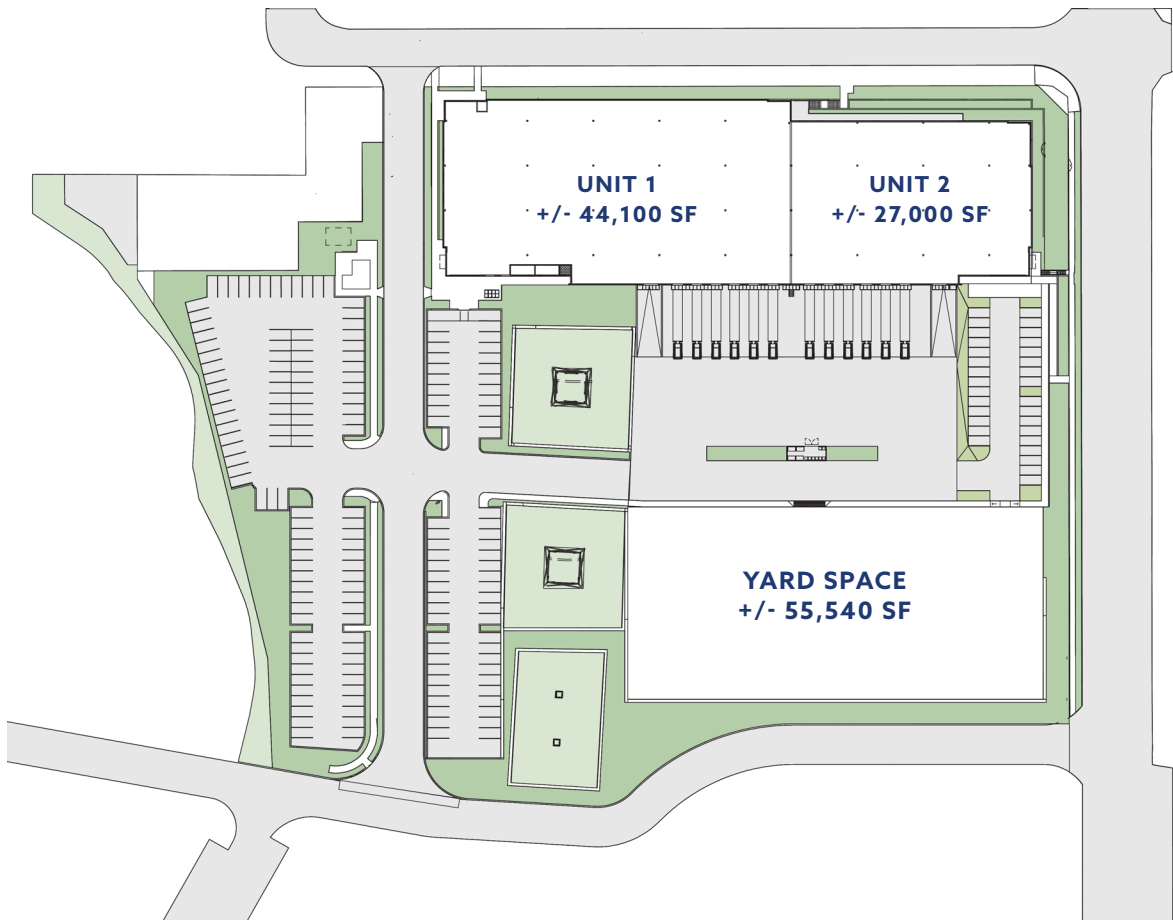 UNIT 1
+/- 44,100 SF
UNIT 2
+/- 27,000 SF
YARD SPACE
+/- 55,540 SF